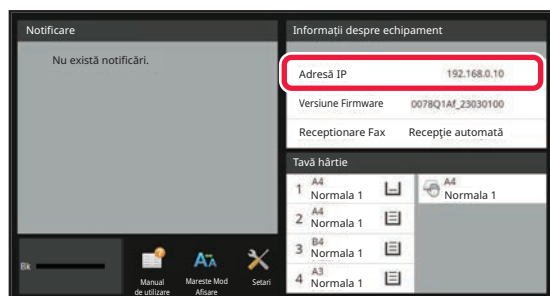 Notificare
Nu există notificări.
Informații despre echipament
Adresă IP 192.168.0.10
Versiune Firmware 0078Q1Af_23030100
Receptionare Fax Recepţie automată
Tavă hârtie
1 A4 Normala 1
A4 Normala 1
2 A4 Normala 1
3 B4 Normala 1
4 A3 Normala 1
Bk
Manual de utilizare
Mareste Mod Afisare
Setari